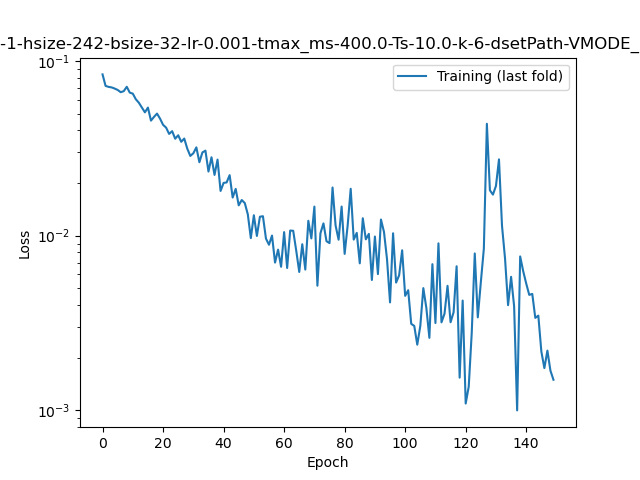 -1-hsize-242-bsize-32-lr-0.001-tmax_ms-400.0-Ts-10.0-k-6-dsetPath-VMODE_
Training (last fold)
10⁻¹
10⁻²
10⁻³
Loss
0 20 40 60 80 100 120 140
Epoch